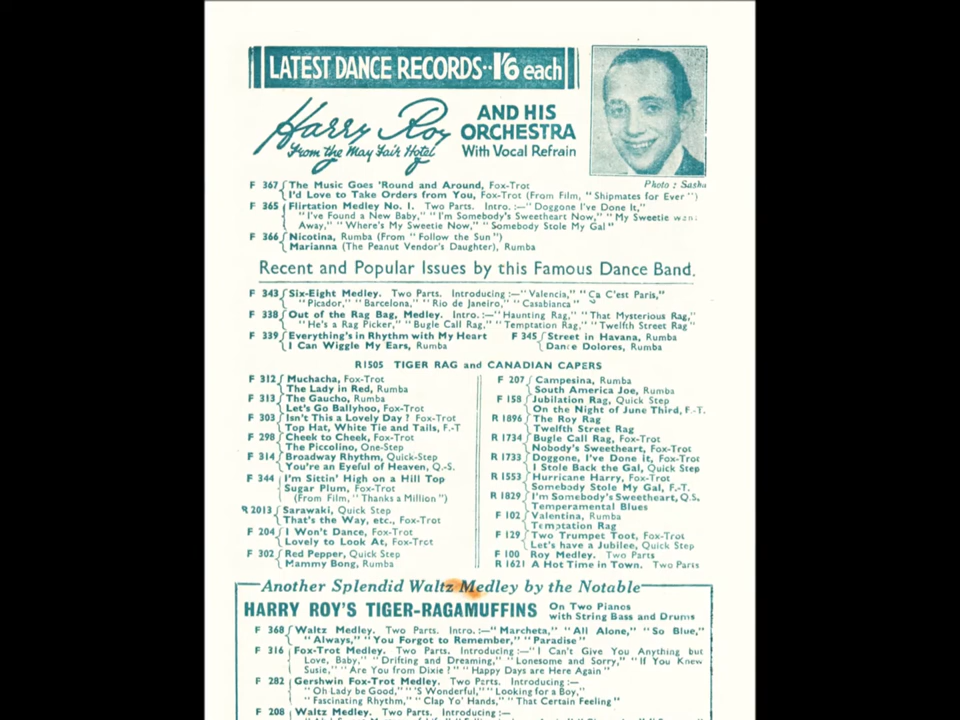 LATEST DANCE RECORDS··1'6 each
Harry Roy
From the May Fair Hotel
AND HIS
ORCHESTRA
With Vocal Refrain
Photo : Sasha
F 367 The Music Goes 'Round and Around, Fox-Trot
I'd Love to Take Orders from You, Fox-Trot (From Film, "Shipmates for Ever")
F 365 Flirtation Medley No. 1. Two Parts. Intro. :—"Doggone I've Done It,"
"I've Found a New Baby," "I'm Somebody's Sweetheart Now," "My Sweetie went
Away," "Where's My Sweetie Now," "Somebody Stole My Gal"
F 366 Nicotina, Rumba (From "Follow the Sun")
Marianna (The Peanut Vendor's Daughter), Rumba
Recent and Popular Issues by this Famous Dance Band.
F 343 Six-Eight Medley. Two Parts. Introducing :—"Valencia," "Ca C'est Paris,"
"Picador," "Barcelona," "Rio de Janeiro," "Casabianca"
F 338 Out of the Rag Bag, Medley. Intro. :—"Haunting Rag," "That Mysterious Rag,"
"He's a Rag Picker," "Bugle Call Rag," "Temptation Rag," "Twelfth Street Rag"
F 339 Everything's in Rhythm with My Heart
I Can Wiggle My Ears, Rumba
F 345 Street in Havana, Rumba
Dance Dolores, Rumba
R1505 TIGER RAG and CANADIAN CAPERS
F 312 Muchacha, Fox-Trot
The Lady in Red, Rumba
F 313 The Gaucho, Rumba
Let's Go Ballyhoo, Fox-Trot
F 303 Isn't This a Lovely Day? Fox-Trot
Top Hat, White Tie and Tails, F.-T
F 298 Cheek to Cheek, Fox-Trot
The Piccolino, One-Step
F 314 Broadway Rhythm, Quick-Step
You're an Eyeful of Heaven, Q.-S.
F 344 I'm Sittin' High on a Hill Top
Sugar Plum, Fox-Trot
(From Film, "Thanks a Million")
R 2013 Sarawaki, Quick Step
That's the Way, etc., Fox-Trot
F 204 I Won't Dance, Fox-Trot
Lovely to Look At, Fox-Trot
F 302 Red Pepper, Quick Step
Mammy Bong, Rumba
F 207 Campesina, Rumba
South America Joe, Rumba
F 158 Jubilation Rag, Quick Step
On the Night of June Third, F.-T.
R 1896 The Roy Rag
Twelfth Street Rag
R 1734 Bugle Call Rag, Fox-Trot
Nobody's Sweetheart, Fox-Trot
R 1733 Doggone, I've Done it, Fox-Trot
I Stole Back the Gal, Quick Step
R 1553 Hurricane Harry, Fox-Trot
Somebody Stole My Gal, F.-T.
R 1829 I'm Somebody's Sweetheart, Q.S.
Temperamental Blues
F 102 Valentina, Rumba
Temptation Rag
F 129 Two Trumpet Toot, Fox-Trot
Let's have a Jubilee, Quick Step
F 100 Roy Medley. Two Parts
R 1621 A Hot Time in Town. Two Parts
Another Splendid Waltz Medley by the Notable
HARRY ROY'S TIGER-RAGAMUFFINS
On Two Pianos
with String Bass and Drums
F 368 Waltz Medley. Two Parts. Intro. :—"Marcheta," "All Alone," "So Blue,"
"Always," "You Forgot to Remember," "Paradise"
F 316 Fox-Trot Medley. Two Parts. Introducing :—"I Can't Give You Anything but
Love, Baby," "Drifting and Dreaming," "Lonesome and Sorry," "If You Knew
Susie," "Are You from Dixie?" "Happy Days are Here Again"
F 282 Gershwin Fox-Trot Medley. Two Parts. Introducing :—
"Oh Lady be Good," "'S Wonderful," "Looking for a Boy,"
"Fascinating Rhythm," "Clap Yo' Hands," "That Certain Feeling"
F 208 Waltz Medley. Two Parts. Introducing :—